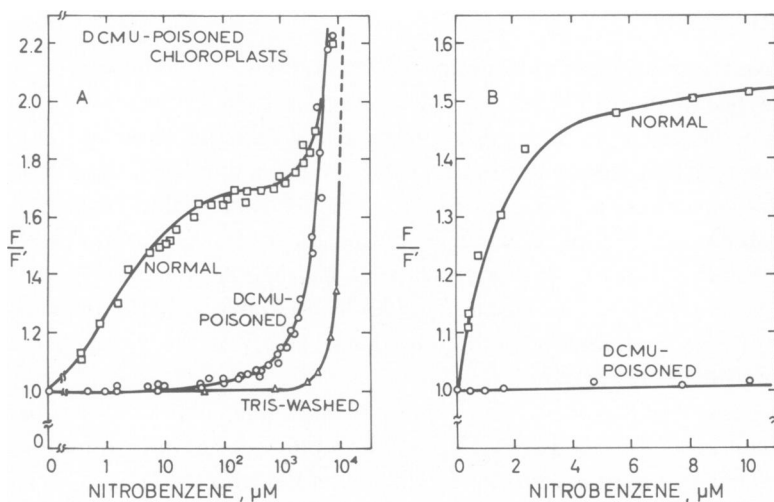 DCMU-POISONED
CHLOROPLASTS
A
2.2
2.0
1.8
1.6
1.4
1.2
1.0
0
F
F'
NORMAL
DCMU-
POISONED
TRIS-WASHED
0 1 10 10² 10³ 10⁴
NITROBENZENE, µM
B
1.5
1.4
1.3
1.2
1.1
1.0
F
F'
NORMAL
DCMU-
POISONED
0 2 4 6 8 10
NITROBENZENE, µM